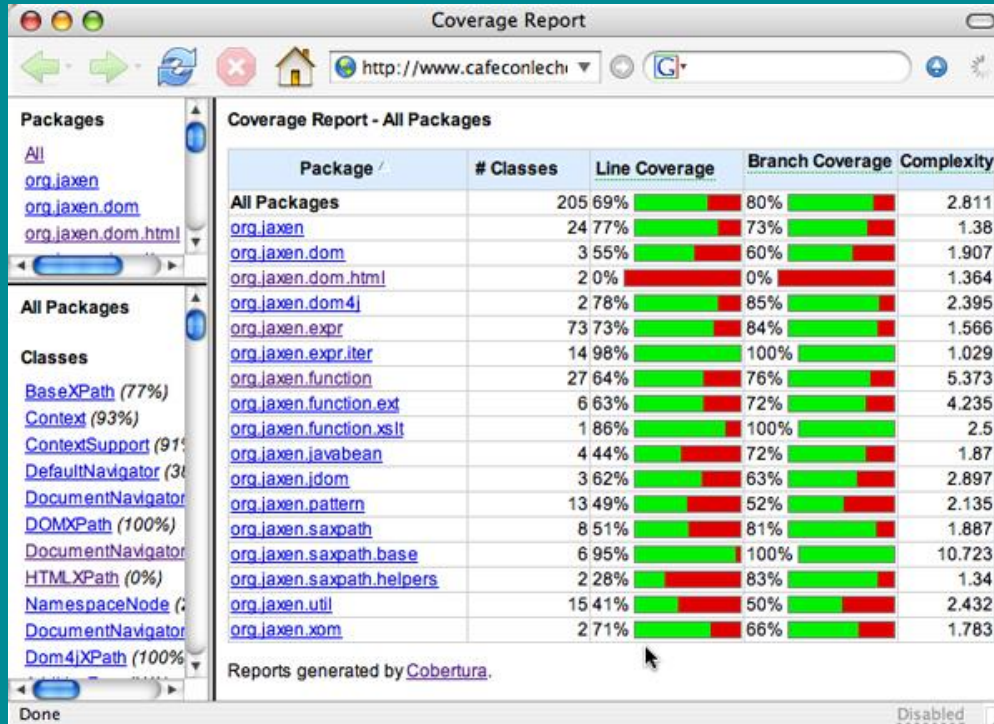 Coverage Report
http://www.cafeconlech
G
Packages
All
org.jaxen
org.jaxen.dom
org.jaxen.dom.html
All Packages
Classes
BaseXPath (77%)
Context (93%)
ContextSupport (91
DefaultNavigator (3
DocumentNavigator
DOMXPath (100%)
DocumentNavigator
HTMLXPath (0%)
NamespaceNode (
DocumentNavigator
Dom4jXPath (100%
Coverage Report - All Packages
Package # Classes Line Coverage Branch Coverage Complexity
All Packages 205 69% 80% 2.811
org.jaxen 24 77% 73% 1.38
org.jaxen.dom 3 55% 60% 1.907
org.jaxen.dom.html 2 0% 0% 1.364
org.jaxen.dom4j 2 78% 85% 2.395
org.jaxen.expr 73 73% 84% 1.566
org.jaxen.expr.iter 14 98% 100% 1.029
org.jaxen.function 27 64% 76% 5.373
org.jaxen.function.ext 6 63% 72% 4.235
org.jaxen.function.xslt 1 86% 100% 2.5
org.jaxen.javabean 4 44% 72% 1.87
org.jaxen.jdom 3 62% 63% 2.897
org.jaxen.pattern 13 49% 52% 2.135
org.jaxen.saxpath 8 51% 81% 1.887
org.jaxen.saxpath.base 6 95% 100% 10.723
org.jaxen.saxpath.helpers 2 28% 83% 1.34
org.jaxen.util 15 41% 50% 2.432
org.jaxen.xom 2 71% 66% 1.783
Reports generated by Cobertura.
Done
Disabled